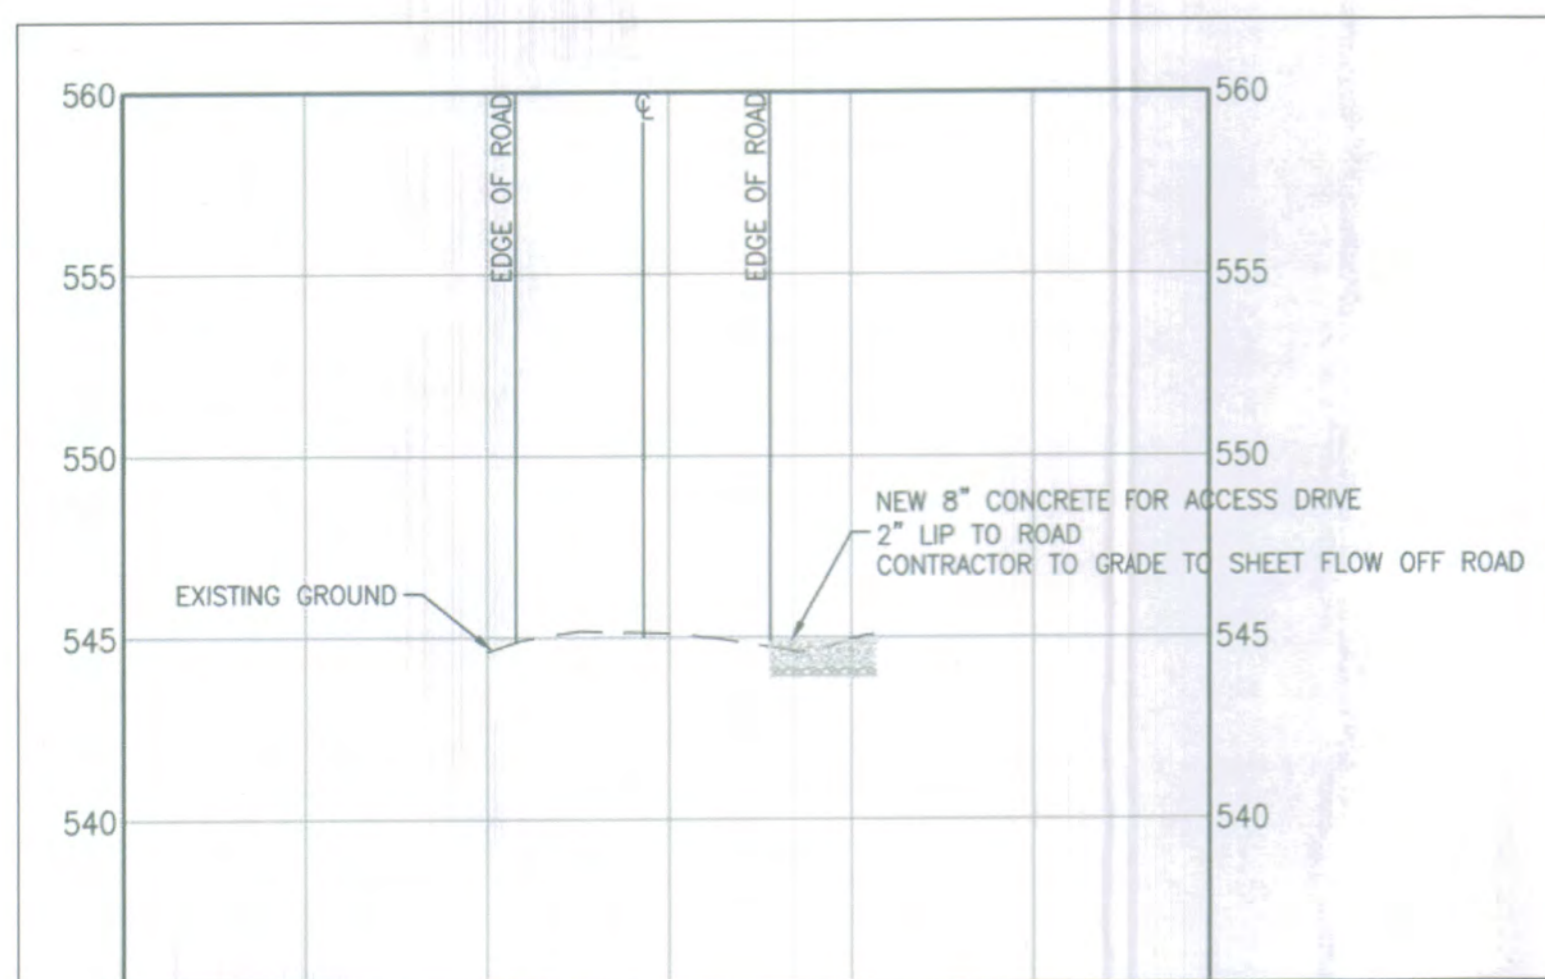 560
EDGE OF ROAD
℄
EDGE OF ROAD
560
555
555
550
550
NEW 8" CONCRETE FOR ACCESS DRIVE
2" LIP TO ROAD
CONTRACTOR TO GRADE TO SHEET FLOW OFF ROAD
EXISTING GROUND
545
545
540
540